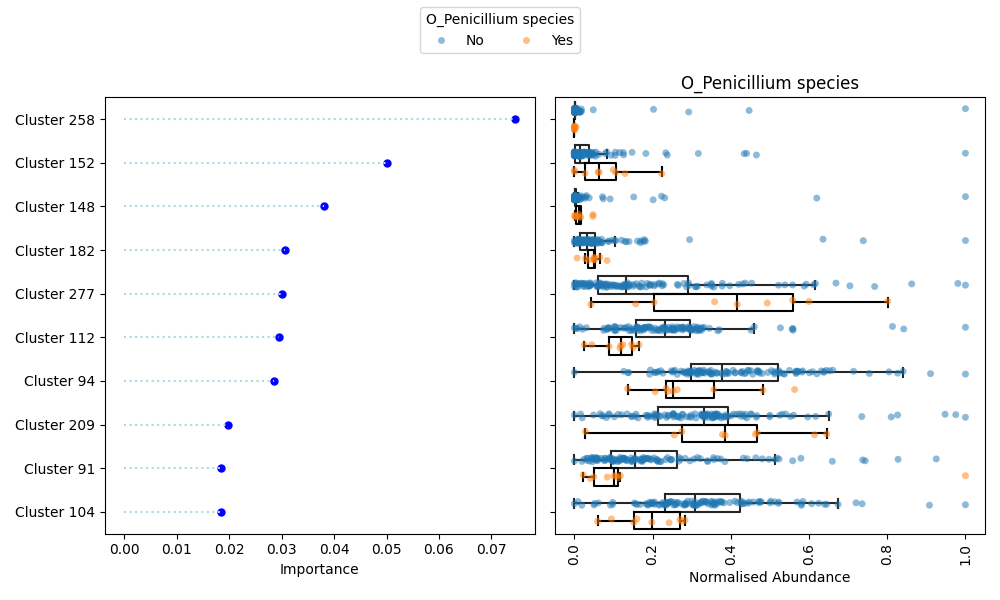 O_Penicillium species
No Yes
O_Penicillium species
Cluster 258
Cluster 152
Cluster 148
Cluster 182
Cluster 277
Cluster 112
Cluster 94
Cluster 209
Cluster 91
Cluster 104
0.00 0.01 0.02 0.03 0.04 0.05 0.06 0.07
Importance
0.0 0.2 0.4 0.6 0.8 1.0
Normalised Abundance